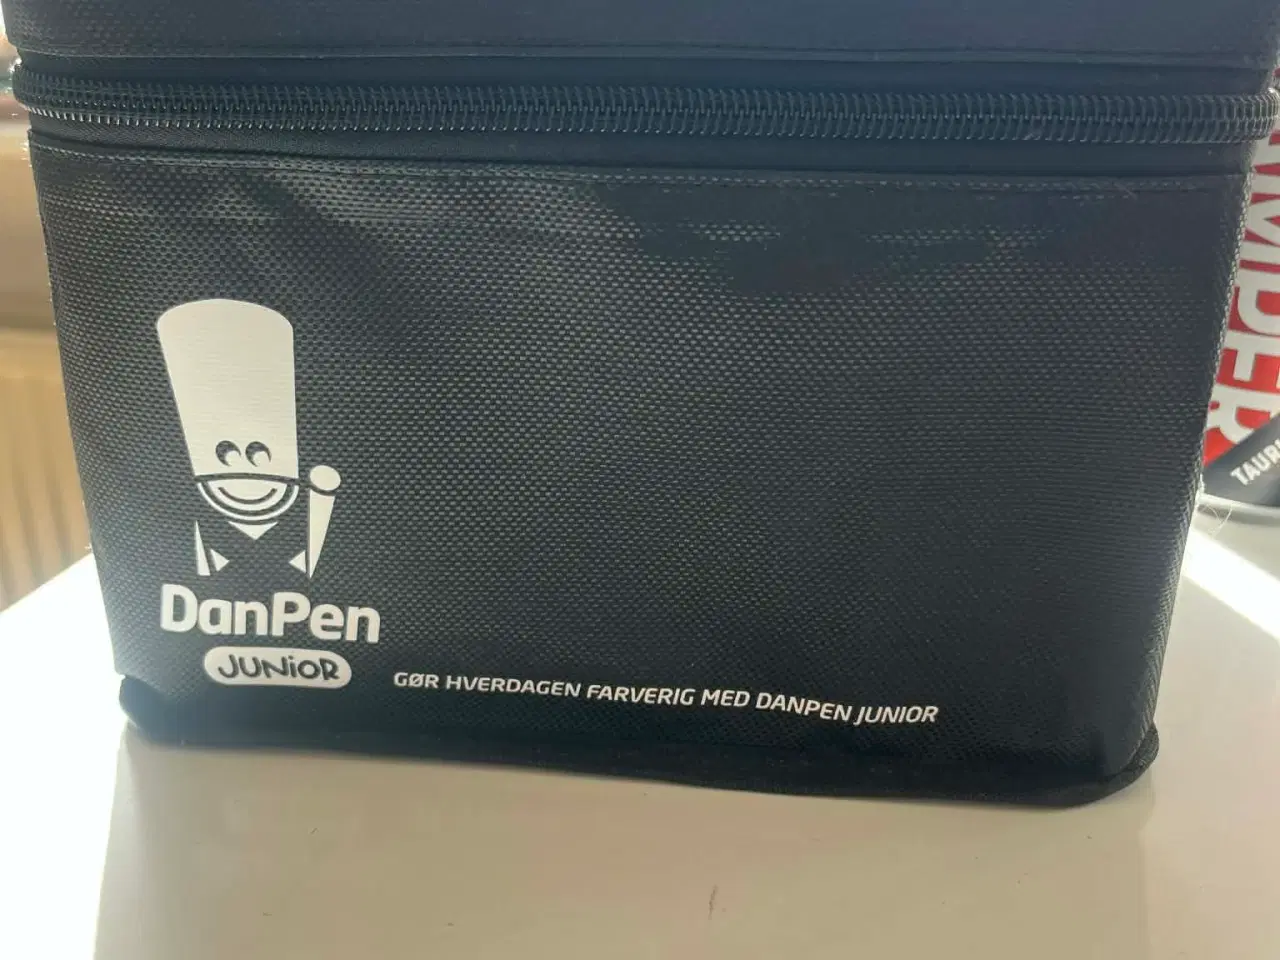 DanPen
JUNiOR
GØR HVERDAGEN FARVERIG MED DANPEN JUNIOR